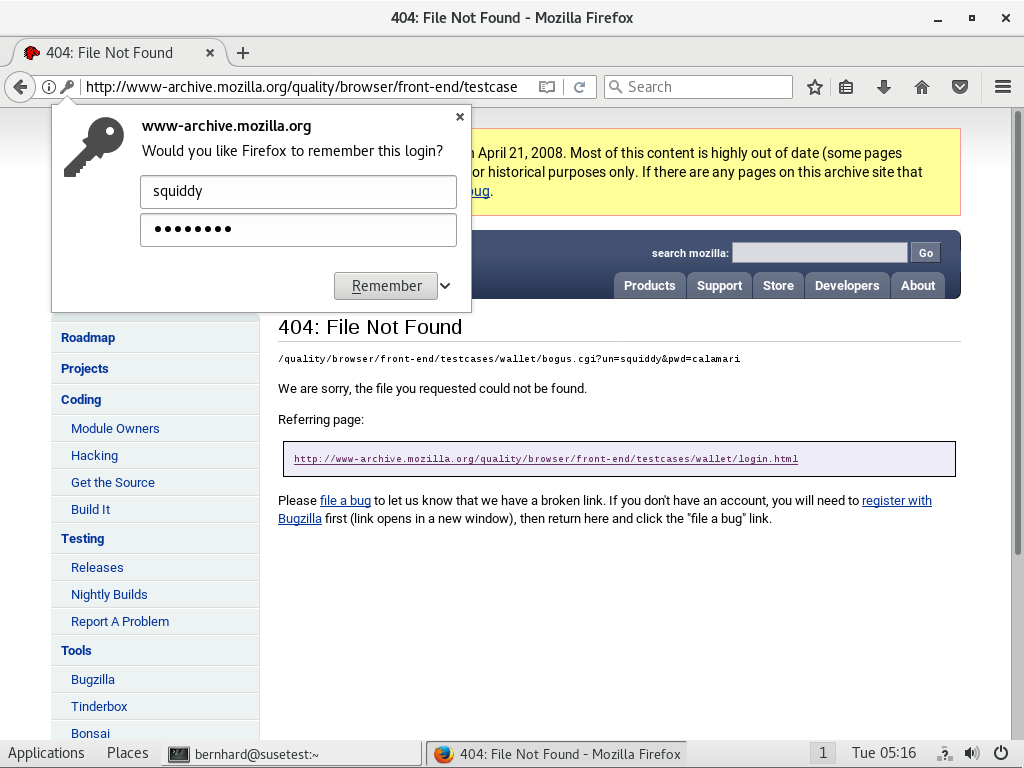 404: File Not Found - Mozilla Firefox
404: File Not Found
http://www-archive.mozilla.org/quality/browser/front-end/testcase
Search
www-archive.mozilla.org
Would you like Firefox to remember this login?
squiddy
••••••••
Remember
April 21, 2008. Most of this content is highly out of date (some pages
or historical purposes only. If there are any pages on this archive site that
search mozilla:
Go
Products
Support
Store
Developers
About
Roadmap
Projects
Coding
Module Owners
Hacking
Get the Source
Build It
Testing
Releases
Nightly Builds
Report A Problem
Tools
Bugzilla
Tinderbox
Bonsai
404: File Not Found
/quality/browser/front-end/testcases/wallet/bogus.cgi?un=squiddy&pwd=calamari
We are sorry, the file you requested could not be found.
Referring page:
http://www-archive.mozilla.org/quality/browser/front-end/testcases/wallet/login.html
Please file a bug to let us know that we have a broken link. If you don't have an account, you will need to register with
Bugzilla first (link opens in a new window), then return here and click the "file a bug" link.
Applications
Places
bernhard@susetest:~
404: File Not Found - Mozilla Firefox
1
Tue 05:16